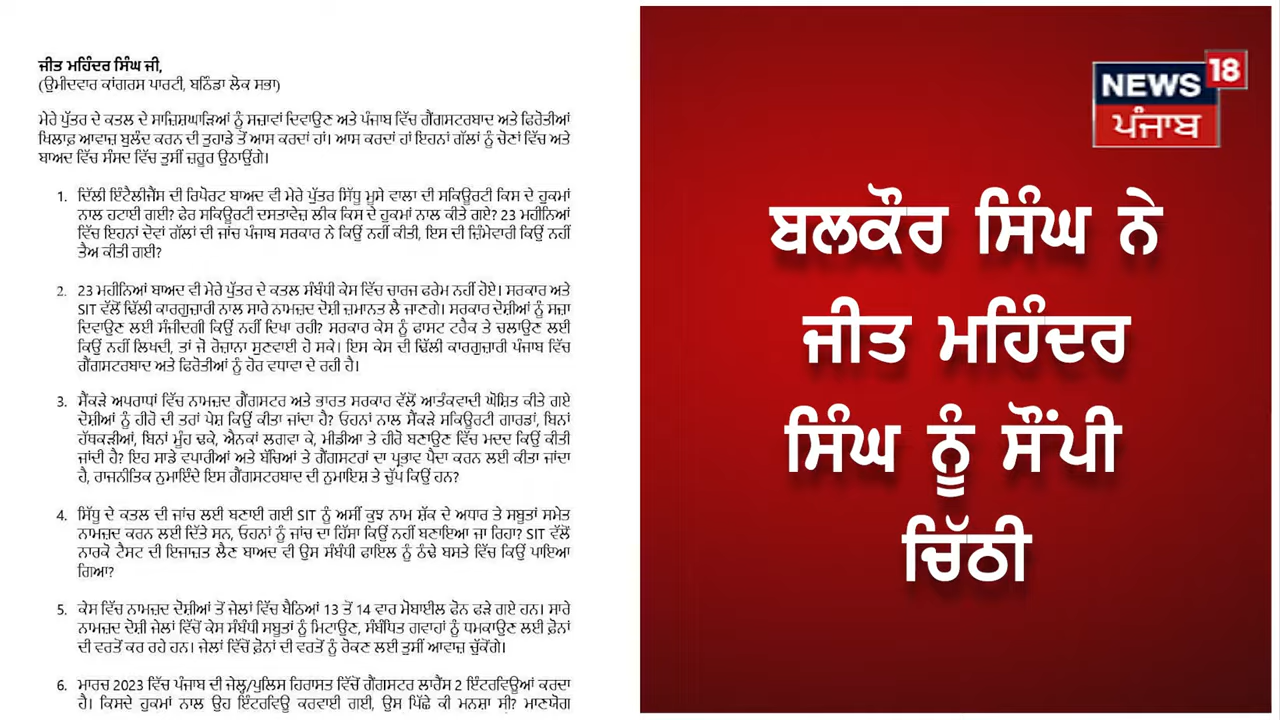 ਜੀਤ ਮਹਿੰਦਰ ਸਿੰਘ ਜੀ,
(ਉਮੀਦਵਾਰ ਕਾਂਗਰਸ ਪਾਰਟੀ, ਬਠਿੰਡਾ ਲੋਕ ਸਭਾ)
ਮੇਰੇ ਪੁੱਤਰ ਦੇ ਕਤਲ ਦੇ ਸਾਜ਼ਿਸ਼ਘਾੜਿਆਂ ਨੂੰ ਸਜ਼ਾਵਾਂ ਦਿਵਾਉਣ ਅਤੇ ਪੰਜਾਬ ਵਿੱਚ ਗੈਂਗਸਟਰਬਾਦ ਅਤੇ ਫਿਰੌਤੀਆਂ
ਖਿਲਾਫ਼ ਆਵਾਜ਼ ਬੁਲੰਦ ਕਰਨ ਦੀ ਤੁਹਾਡੇ ਤੋਂ ਆਸ ਕਰਦਾ ਹਾਂ। ਆਸ ਕਰਦਾ ਹਾਂ ਇਹਨਾਂ ਗੱਲਾਂ ਨੂੰ ਚੋਣਾਂ ਵਿੱਚ ਅਤੇ
ਬਾਅਦ ਵਿੱਚ ਸੰਸਦ ਵਿੱਚ ਤੁਸੀਂ ਜ਼ਰੂਰ ਉਠਾਓਂਗੇ।
1. ਦਿੱਲੀ ਇੰਟੈਲੀਜੈਂਸ ਦੀ ਰਿਪੋਰਟ ਬਾਅਦ ਵੀ ਮੇਰੇ ਪੁੱਤਰ ਸਿੱਧੂ ਮੂਸੇ ਵਾਲਾ ਦੀ ਸਕਿਊਰਟੀ ਕਿਸ ਦੇ ਹੁਕਮਾਂ
ਨਾਲ ਹਟਾਈ ਗਈ? ਫੇਰ ਸਕਿਊਰਟੀ ਦਸਤਾਵੇਜ਼ ਲੀਕ ਕਿਸ ਦੇ ਹੁਕਮਾਂ ਨਾਲ ਕੀਤੇ ਗਏ? 23 ਮਹੀਨਿਆਂ
ਵਿੱਚ ਇਹਨਾਂ ਦੋਵਾਂ ਗੱਲਾਂ ਦੀ ਜਾਂਚ ਪੰਜਾਬ ਸਰਕਾਰ ਨੇ ਕਿਉਂ ਨਹੀਂ ਕੀਤੀ, ਇਸ ਦੀ ਜ਼ਿੰਮੇਵਾਰੀ ਕਿਉਂ ਨਹੀਂ
ਤੈਅ ਕੀਤੀ ਗਈ?
2. 23 ਮਹੀਨਿਆਂ ਬਾਅਦ ਵੀ ਮੇਰੇ ਪੁੱਤਰ ਦੇ ਕਤਲ ਸੰਬੰਧੀ ਕੇਸ ਵਿੱਚ ਚਾਰਜ ਫਰੇਮ ਨਹੀਂ ਹੋਏ। ਸਰਕਾਰ ਅਤੇ
SIT ਵੱਲੋਂ ਢਿੱਲੀ ਕਾਰਗੁਜ਼ਾਰੀ ਨਾਲ ਸਾਰੇ ਨਾਮਜ਼ਦ ਦੋਸ਼ੀ ਜ਼ਮਾਨਤ ਲੈ ਜਾਣਗੇ। ਸਰਕਾਰ ਦੋਸ਼ੀਆਂ ਨੂੰ ਸਜ਼ਾ
ਦਿਵਾਉਣ ਲਈ ਸੰਜੀਦਗੀ ਕਿਉਂ ਨਹੀਂ ਦਿਖਾ ਰਹੀ? ਸਰਕਾਰ ਕੇਸ ਨੂੰ ਫਾਸਟ ਟਰੈਕ ਤੇ ਚਲਾਉਣ ਲਈ
ਕਿਉਂ ਨਹੀਂ ਲਿਖਦੀ, ਤਾਂ ਜੋ ਰੋਜ਼ਾਨਾ ਸੁਣਵਾਈ ਹੋ ਸਕੇ। ਇਸ ਕੇਸ ਦੀ ਢਿੱਲੀ ਕਾਰਗੁਜ਼ਾਰੀ ਪੰਜਾਬ ਵਿੱਚ
ਗੈਂਗਸਟਰਬਾਦ ਅਤੇ ਫਿਰੌਤੀਆਂ ਨੂੰ ਹੋਰ ਵਧਾਵਾ ਦੇ ਰਹੀ ਹੈ।
3. ਸੈਂਕੜੇ ਅਪਰਾਧਾਂ ਵਿੱਚ ਨਾਮਜ਼ਦ ਗੈਂਗਸਟਰ ਅਤੇ ਭਾਰਤ ਸਰਕਾਰ ਵੱਲੋਂ ਆਤੰਕਵਾਦੀ ਘੋਸ਼ਿਤ ਕੀਤੇ ਗਏ
ਦੋਸ਼ੀਆਂ ਨੂੰ ਹੀਰੋ ਦੀ ਤਰਾਂ ਪੇਸ਼ ਕਿਉਂ ਕੀਤਾ ਜਾਂਦਾ ਹੈ? ਓਹਨਾਂ ਨਾਲ ਸੈਂਕੜੇ ਸਕਿਊਰਟੀ ਗਾਰਡਾਂ, ਬਿਨਾਂ
ਹੱਥਕੜੀਆਂ, ਬਿਨਾਂ ਮੂੰਹ ਢਕੇ, ਐਨਕਾਂ ਲਗਵਾ ਕੇ, ਮੀਡੀਆ ਤੇ ਹੀਰੋ ਬਣਾਉਣ ਵਿੱਚ ਮਦਦ ਕਿਉਂ ਕੀਤੀ
ਜਾਂਦੀ ਹੈ? ਇਹ ਸਾਡੇ ਵਪਾਰੀਆਂ ਅਤੇ ਬੱਚਿਆਂ ਤੇ ਗੈਂਗਸਟਰਾਂ ਦਾ ਪ੍ਰਭਾਵ ਪੈਦਾ ਕਰਨ ਲਈ ਕੀਤਾ ਜਾਂਦਾ
ਹੈ, ਰਾਜਨੀਤਿਕ ਨੁਮਾਇੰਦੇ ਇਸ ਗੈਂਗਸਟਰਬਾਦ ਦੀ ਨੁਮਾਇਸ਼ ਤੇ ਚੁੱਪ ਕਿਉਂ ਹਨ?
4. ਸਿੱਧੂ ਦੇ ਕਤਲ ਦੀ ਜਾਂਚ ਲਈ ਬਣਾਈ ਗਈ SIT ਨੂੰ ਅਸੀਂ ਕੁਝ ਨਾਮ ਸ਼ੱਕ ਦੇ ਅਧਾਰ ਤੇ ਸਬੂਤਾਂ ਸਮੇਤ
ਨਾਮਜ਼ਦ ਕਰਨ ਲਈ ਦਿੱਤੇ ਸਨ, ਓਹਨਾਂ ਨੂੰ ਜਾਂਚ ਦਾ ਹਿੱਸਾ ਕਿਉਂ ਨਹੀਂ ਬਣਾਇਆ ਜਾ ਰਿਹਾ? SIT ਵੱਲੋਂ
ਨਾਰਕੋ ਟੈਸਟ ਦੀ ਇਜਾਜ਼ਤ ਲੈਣ ਬਾਅਦ ਵੀ ਉਸ ਸੰਬੰਧੀ ਫਾਇਲ ਨੂੰ ਠੰਢੇ ਬਸਤੇ ਵਿੱਚ ਕਿਉਂ ਪਾਇਆ
ਗਿਆ?
5. ਕੇਸ ਵਿੱਚ ਨਾਮਜ਼ਦ ਦੋਸ਼ੀਆਂ ਤੋਂ ਜੇਲਾਂ ਵਿੱਚ ਬੈਠਿਆਂ 13 ਤੋਂ 14 ਵਾਰ ਮੋਬਾਈਲ ਫੋਨ ਫੜੇ ਗਏ ਹਨ। ਸਾਰੇ
ਨਾਮਜ਼ਦ ਦੋਸ਼ੀ ਜੇਲਾਂ ਵਿੱਚੋਂ ਕੇਸ ਸੰਬੰਧੀ ਸਬੂਤਾਂ ਨੂੰ ਮਿਟਾਉਣ, ਸੰਬੰਧਿਤ ਗਵਾਹਾਂ ਨੂੰ ਧਮਕਾਉਣ ਲਈ ਫ਼ੋਨਾਂ
ਦੀ ਵਰਤੋਂ ਕਰ ਰਹੇ ਹਨ। ਜੇਲਾਂ ਵਿੱਚੋਂ ਫ਼ੋਨਾਂ ਦੀ ਵਰਤੋਂ ਨੂੰ ਰੋਕਣ ਲਈ ਤੁਸੀਂ ਆਵਾਜ਼ ਚੁੱਕੋਂਗੇ।
6. ਮਾਰਚ 2023 ਵਿੱਚ ਪੰਜਾਬ ਦੀ ਜੇਲ੍ਹ/ਪੁਲਿਸ ਹਿਰਾਸਤ ਵਿੱਚੋਂ ਗੈਂਗਸਟਰ ਲਾਰੈਂਸ 2 ਇੰਟਰਵਿਊਆਂ ਕਰਦਾ
ਹੈ। ਕਿਸਦੇ ਹੁਕਮਾਂ ਨਾਲ ਉਹ ਇੰਟਰਵਿਊ ਕਰਵਾਈ ਗਈ, ਉਸ ਪਿੱਛੇ ਕੀ ਮਨਸ਼ਾ ਸੀ? ਮਾਣਯੋਗ
NEWS 18
ਪੰਜਾਬ
ਬਲਕੌਰ ਸਿੰਘ ਨੇ
ਜੀਤ ਮਹਿੰਦਰ
ਸਿੰਘ ਨੂੰ ਸੌਂਪੀ
ਚਿੱਠੀ